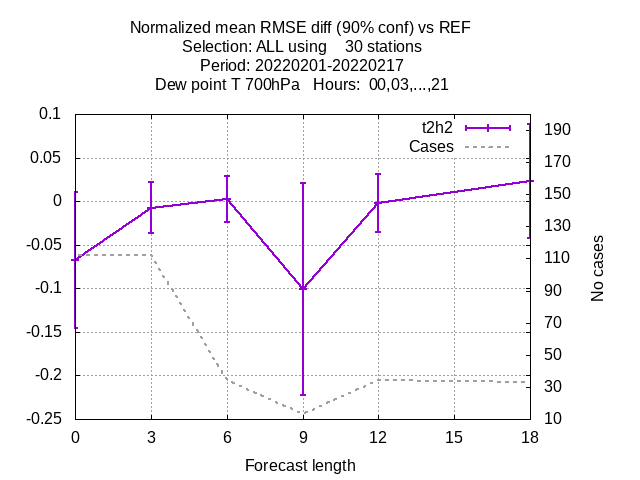 Normalized mean RMSE diff (90% conf) vs REF
Selection: ALL using    30 stations
Period: 20220201-20220217
Dew point T 700hPa   Hours:  00,03,...,21
t2h2
Cases
0.1
0.05
0
-0.05
-0.1
-0.15
-0.2
-0.25
190
170
150
130
110
90
70
50
30
10
No cases
0 3 6 9 12 15 18
Forecast length